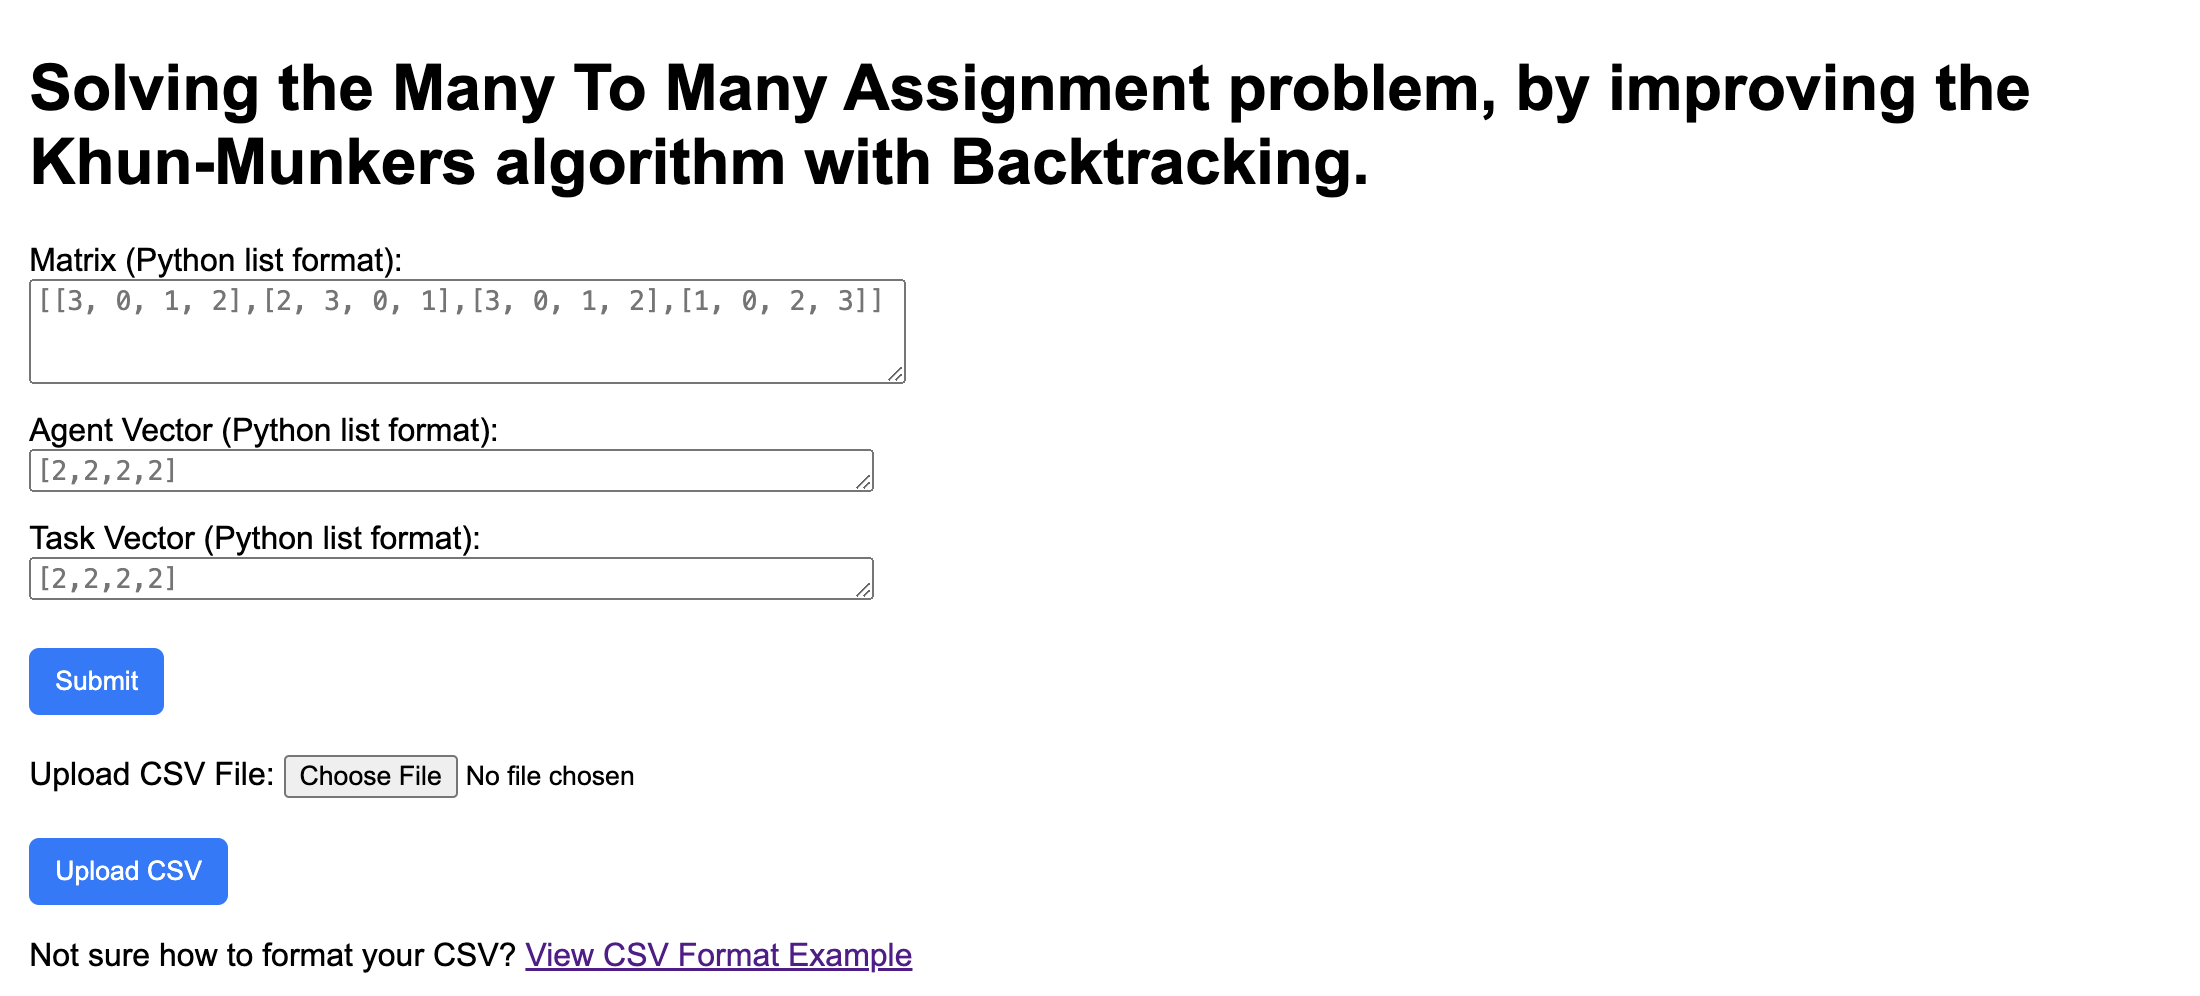 Solving the Many To Many Assignment problem, by improving the
Khun-Munkers algorithm with Backtracking.
Matrix (Python list format):
[[3, 0, 1, 2],[2, 3, 0, 1],[3, 0, 1, 2],[1, 0, 2, 3]]
Agent Vector (Python list format):
[2,2,2,2]
Task Vector (Python list format):
[2,2,2,2]
Submit
Upload CSV File: Choose File No file chosen
Upload CSV
Not sure how to format your CSV? View CSV Format Example